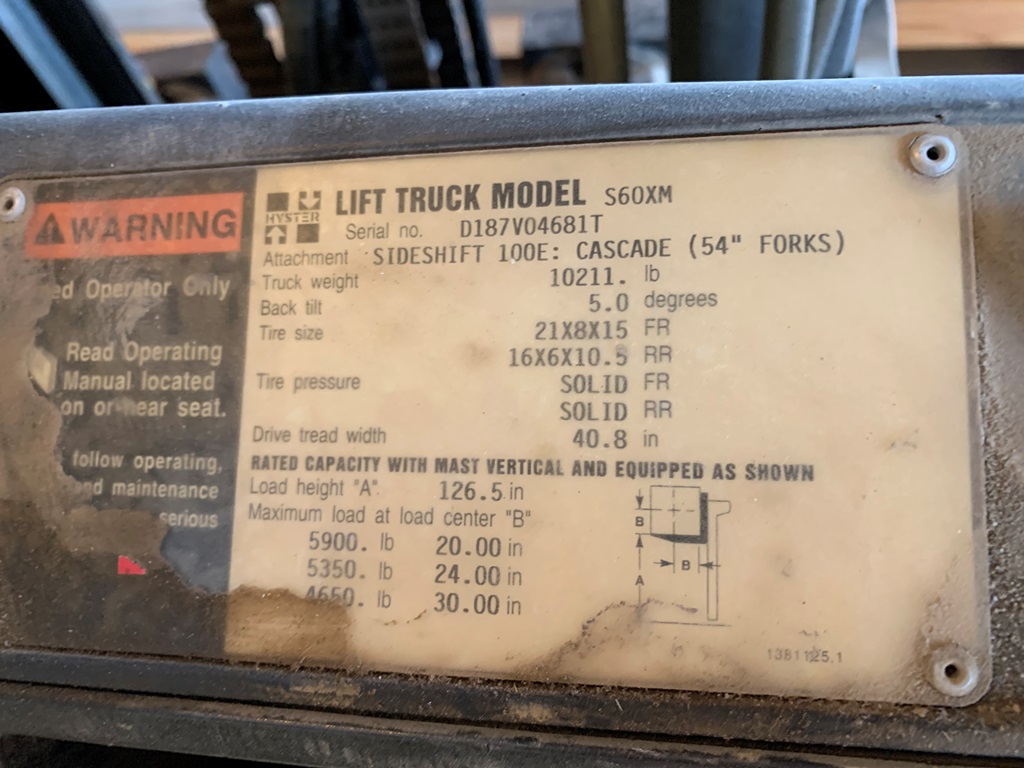 WARNING
ed Operator Only
Read Operating
Manual located
on or near seat.
follow operating,
nd maintenance
serious
HYSTER
LIFT TRUCK MODEL S60XM
Serial no. D187V04681T
Attachment SIDESHIFT 100E: CASCADE (54" FORKS)
Truck weight 10211. lb
Back tilt 5.0 degrees
Tire size 21X8X15 FR
16X6X10.5 RR
Tire pressure SOLID FR
SOLID RR
Drive tread width 40.8 in
RATED CAPACITY WITH MAST VERTICAL AND EQUIPPED AS SHOWN
Load height "A". 126.5 in
Maximum load at load center "B"
5900. lb 20.00 in
5350. lb 24.00 in
4650. lb 30.00 in
B
B
A
1381125,1